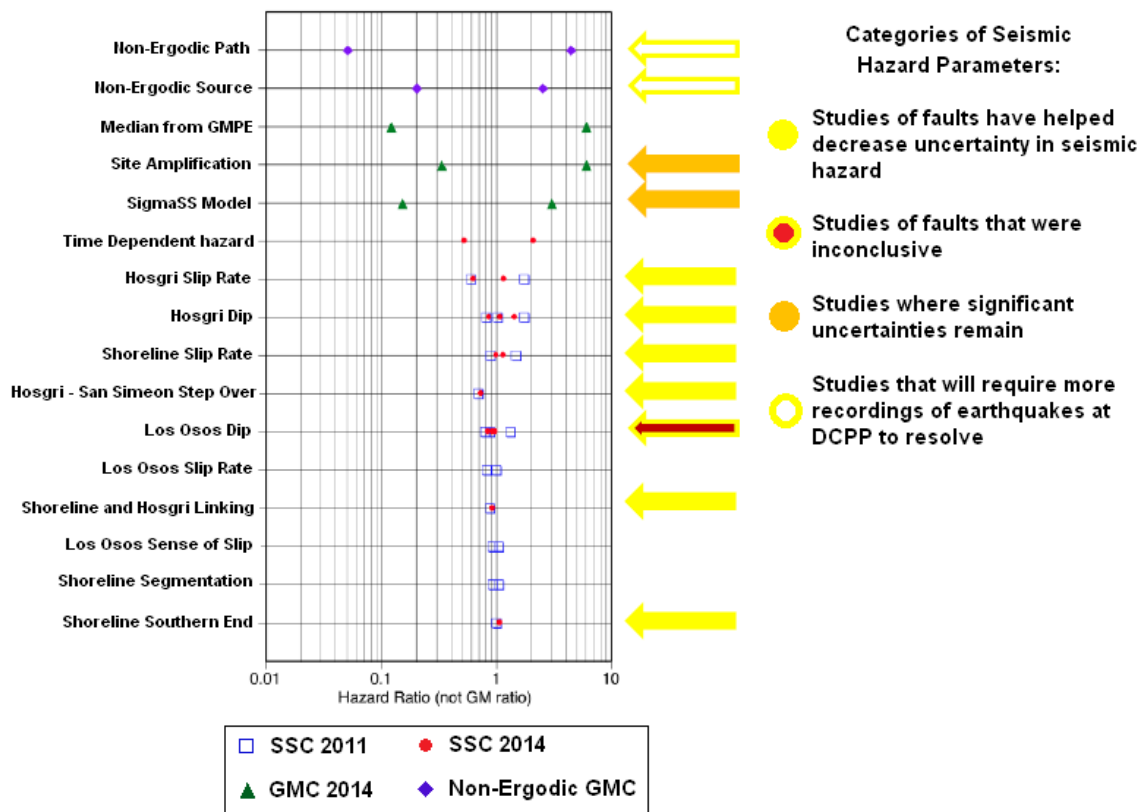 Non-Ergodic Path
Non-Ergodic Source
Median from GMPE
Site Amplification
SigmaSS Model
Time Dependent hazard
Hosgri Slip Rate
Hosgri Dip
Shoreline Slip Rate
Hosgri - San Simeon Step Over
Los Osos Dip
Los Osos Slip Rate
Shoreline and Hosgri Linking
Los Osos Sense of Slip
Shoreline Segmentation
Shoreline Southern End
0.01 0.1 1 10
Hazard Ratio (not GM ratio)
SSC 2011 SSC 2014
GMC 2014 Non-Ergodic GMC
Categories of Seismic
Hazard Parameters:
Studies of faults have helped
decrease uncertainty in seismic
hazard
Studies of faults that were
inconclusive
Studies where significant
uncertainties remain
Studies that will require more
recordings of earthquakes at
DCPP to resolve